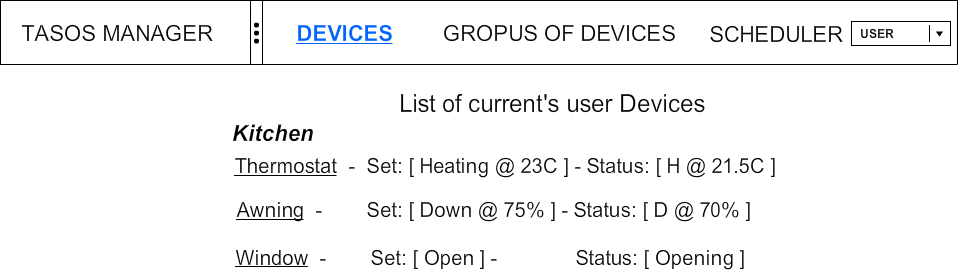 TASOS MANAGER DEVICES GROPUS OF DEVICES SCHEDULER USER
List of current's user Devices
Kitchen
Thermostat - Set: [ Heating @ 23C ] - Status: [ H @ 21.5C ]
Awning - Set: [ Down @ 75% ] - Status: [ D @ 70% ]
Window - Set: [ Open ] - Status: [ Opening ]